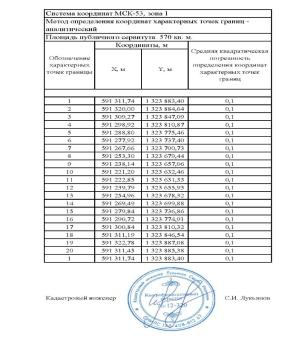 Система координат МСК-53, зона 1
Метод определения координат характерных точек границ -
аналитический
Площадь публичного сервитута 570 кв. м.
Обозначение характерных точек границы
Координаты, м
Средняя квадратическая погрешность определения координат характерных точек границ
X, м Y, м
1 591 311,74 1 323 883,40 0,1
2 591 320,00 1 323 884,64 0,1
3 591 309,27 1 323 847,09 0,1
4 591 298,92 1 323 810,87 0,1
5 591 288,80 1 323 775,46 0,1
6 591 277,92 1 323 737,40 0,1
7 591 267,66 1 323 700,73 0,1
8 591 253,30 1 323 679,44 0,1
9 591 238,14 1 323 657,06 0,1
10 591 221,20 1 323 632,46 0,1
11 591 222,85 1 323 631,33 0,1
12 591 239,79 1 323 655,93 0,1
13 591 254,96 1 323 678,32 0,1
14 591 269,49 1 323 699,88 0,1
15 591 279,84 1 323 736,86 0,1
16 591 290,72 1 323 774,91 0,1
17 591 300,84 1 323 810,32 0,1
18 591 311,19 1 323 846,54 0,1
19 591 322,78 1 323 887,08 0,1
20 591 311,45 1 323 885,38 0,1
1 591 311,74 1 323 883,40 0,1
Кадастровый инженер С.И. Лукьянов